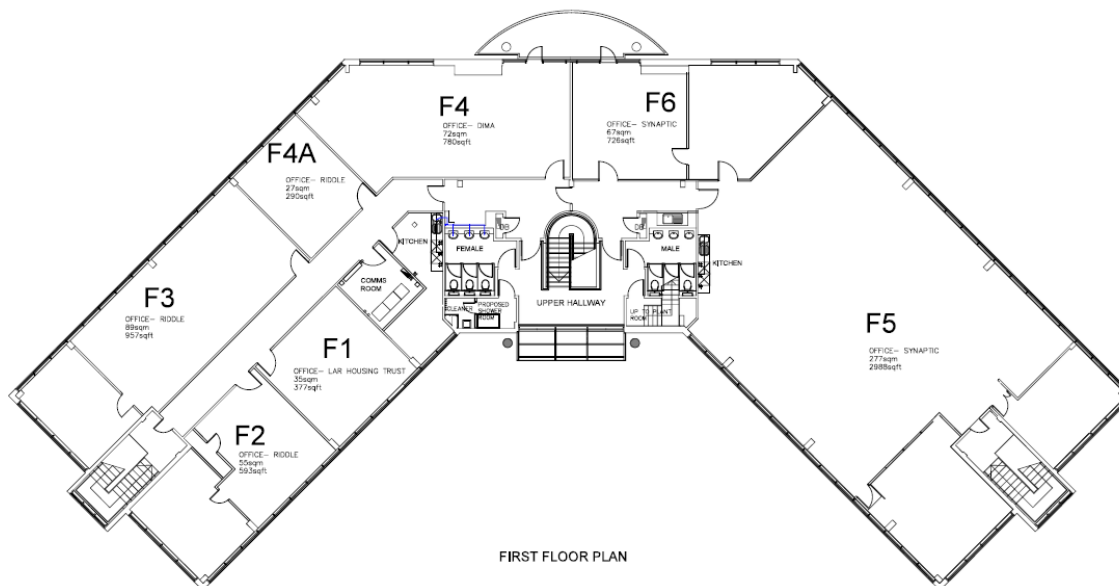 F4
OFFICE- DIMA
72sqm
780sqft
F6
OFFICE- SYNAPTIC
67sqm
726sqft
F4A
OFFICE- RIDDLE
27sqm
290sqft
KITCHEN
FEMALE
DB
DB
MALE
KITCHEN
COMMS
ROOM
CLEANER
PROPOSED
SHOWER
ROOM
UPPER HALLWAY
UP TO PLANT
ROOM
F3
OFFICE- RIDDLE
89sqm
957sqft
F1
OFFICE- LAR HOUSING TRUST
35sqm
377sqft
F5
OFFICE- SYNAPTIC
277sqm
2988sqft
F2
OFFICE- RIDDLE
55sqm
593sqft
FIRST FLOOR PLAN